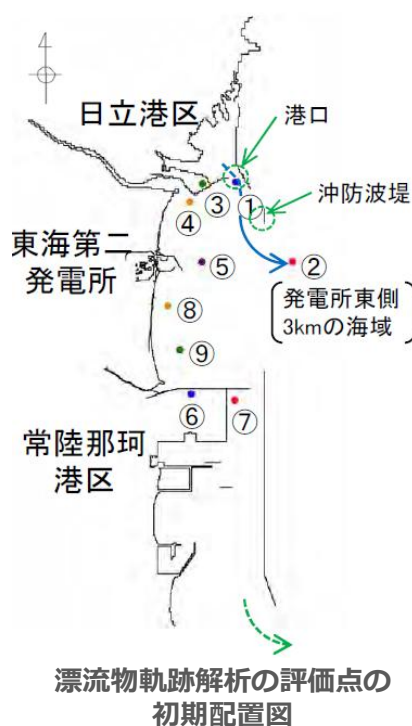 4
日立港区
港口
沖防波堤
③
①
④
東海第二
発電所
⑤
②
発電所東側
3kmの海域
⑧
⑨
⑥
⑦
常陸那珂
港区
漂流物軌跡解析の評価点の
初期配置図